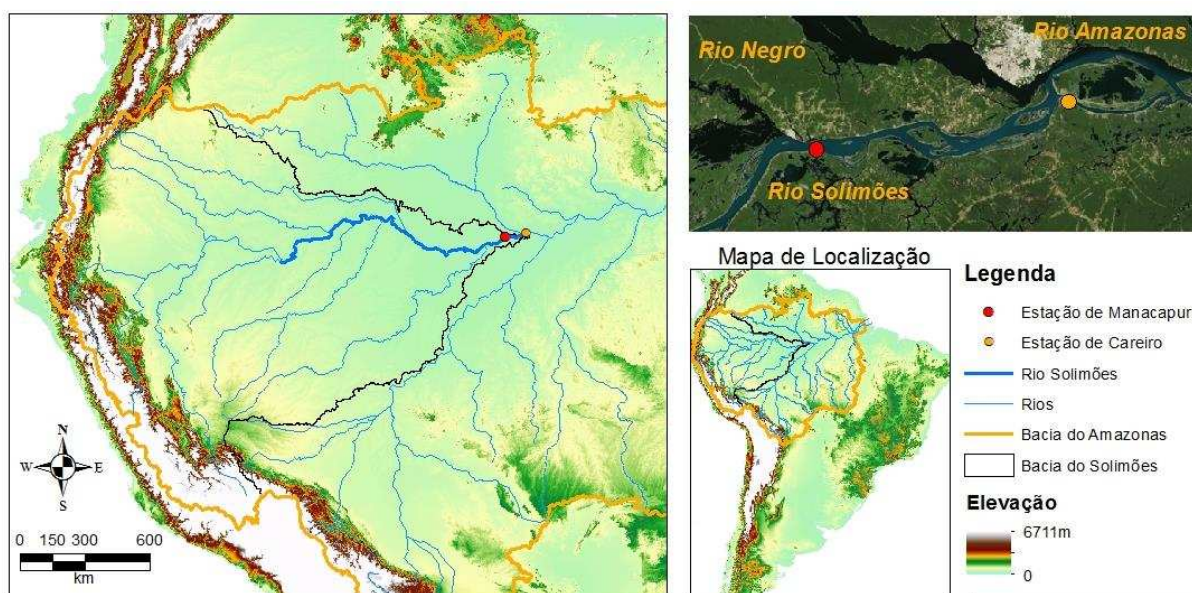 N
W E
S
0 150 300 600
km
Rio Negro
Rio Amazonas
Rio Solimões
Mapa de Localização
Legenda
Estação de Manacapur
Estação de Careiro
Rio Solimões
Rios
Bacia do Amazonas
Bacia do Solimões
Elevação
6711m
0